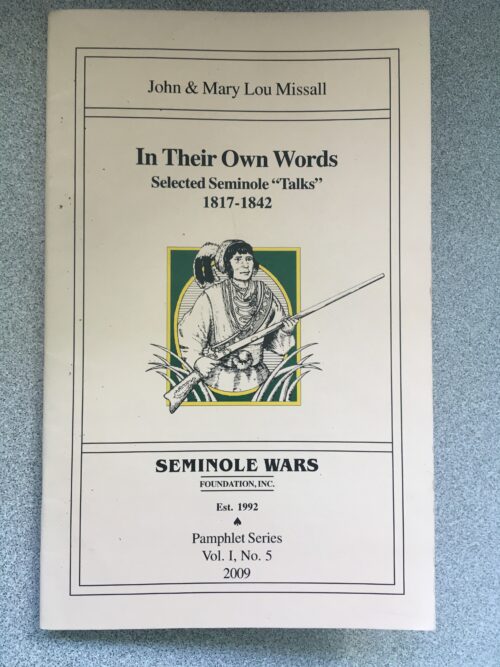 John & Mary Lou Missall
In Their Own Words
Selected Seminole “Talks”
1817-1842
SEMINOLE WARS
FOUNDATION, INC.
Est. 1992
Pamphlet Series
Vol. I, No. 5
2009